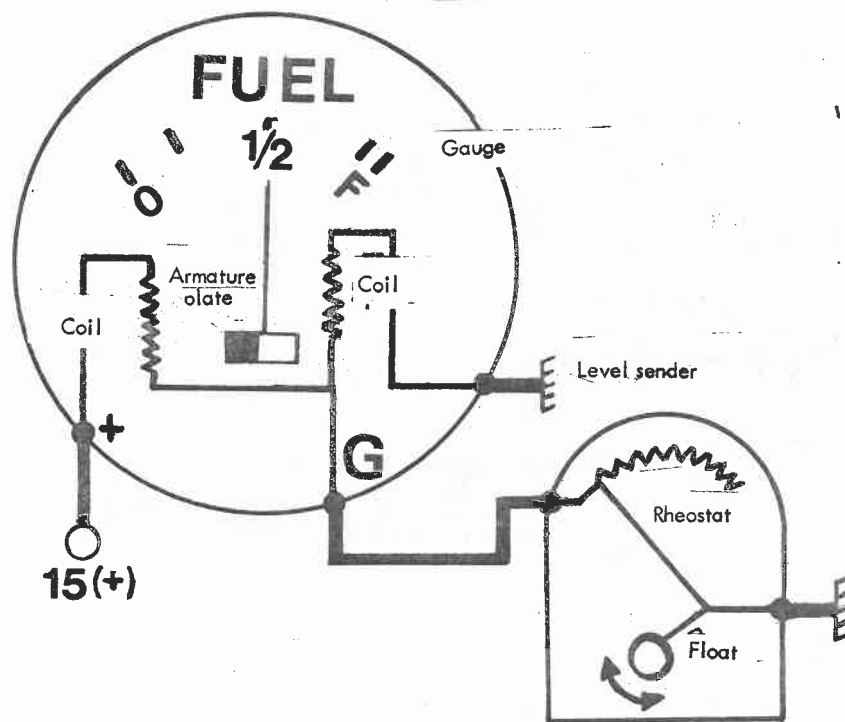 FUEL
1/2
Gauge
O
F
Armature
olate
Coil
Coil
Level sender
+
G
Rheostat
15(+)
Float